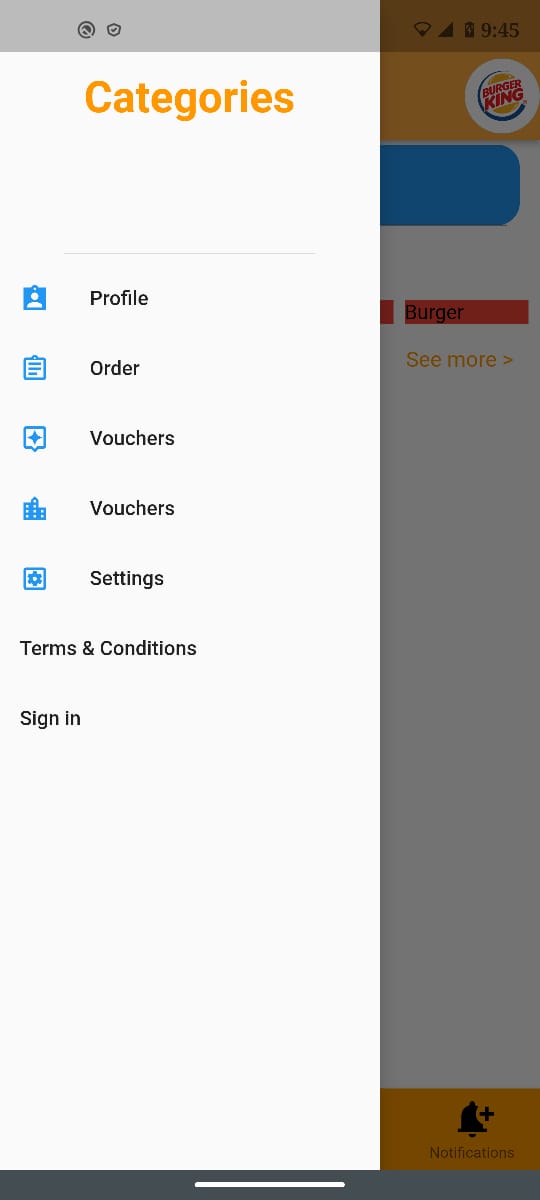 9:45
Categories
BURGER
KING
Profile
Burger
Order
See more >
Vouchers
Vouchers
Settings
Terms & Conditions
Sign in
Notifications